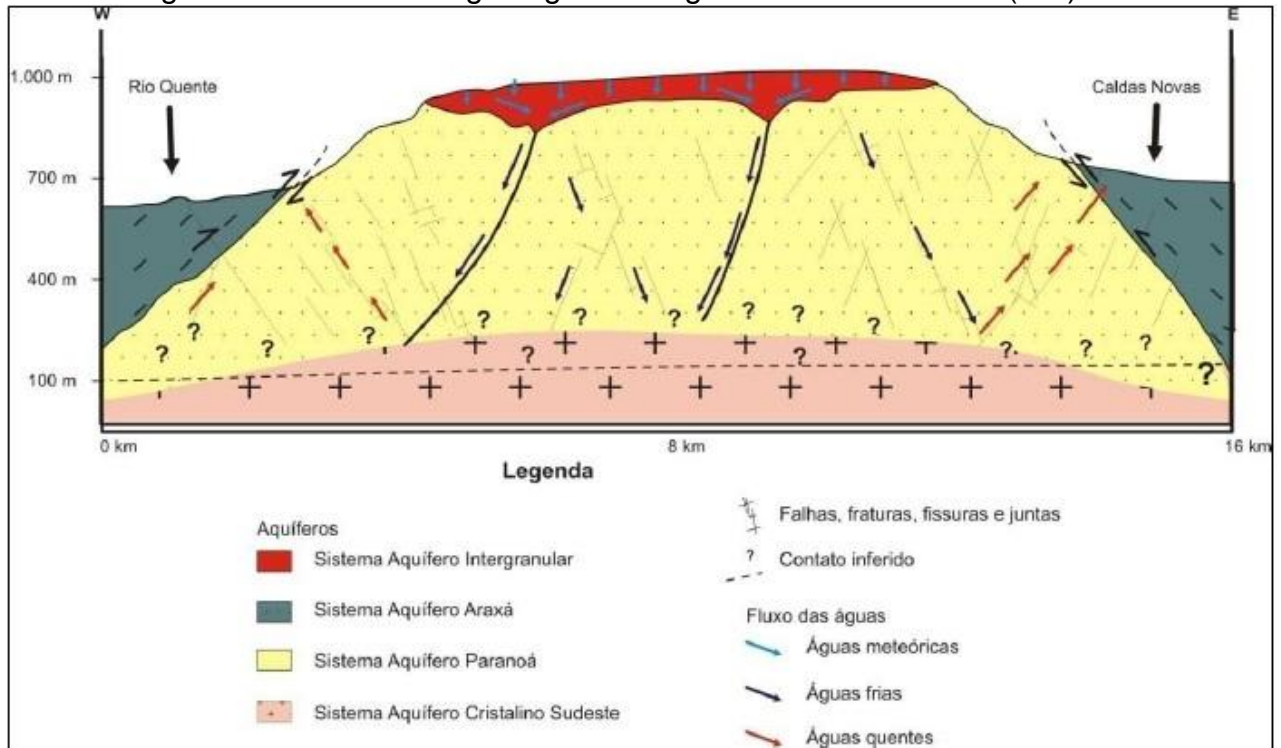 W E
1.000 m
Rio Quente
Caldas Novas
700 m
400 m
? ? ? ? ? ? ? ? ? ? ? ? ? ? ?
100 m
0 km 8 km 16 km
Legenda
Aquíferos
Sistema Aquífero Intergranular
Sistema Aquífero Araxá
Sistema Aquífero Paranoá
Sistema Aquífero Cristalino Sudeste
Falhas, fraturas, fissuras e juntas
? Contato inferido
Fluxo das águas
Águas meteóricas
Águas frias
Águas quentes